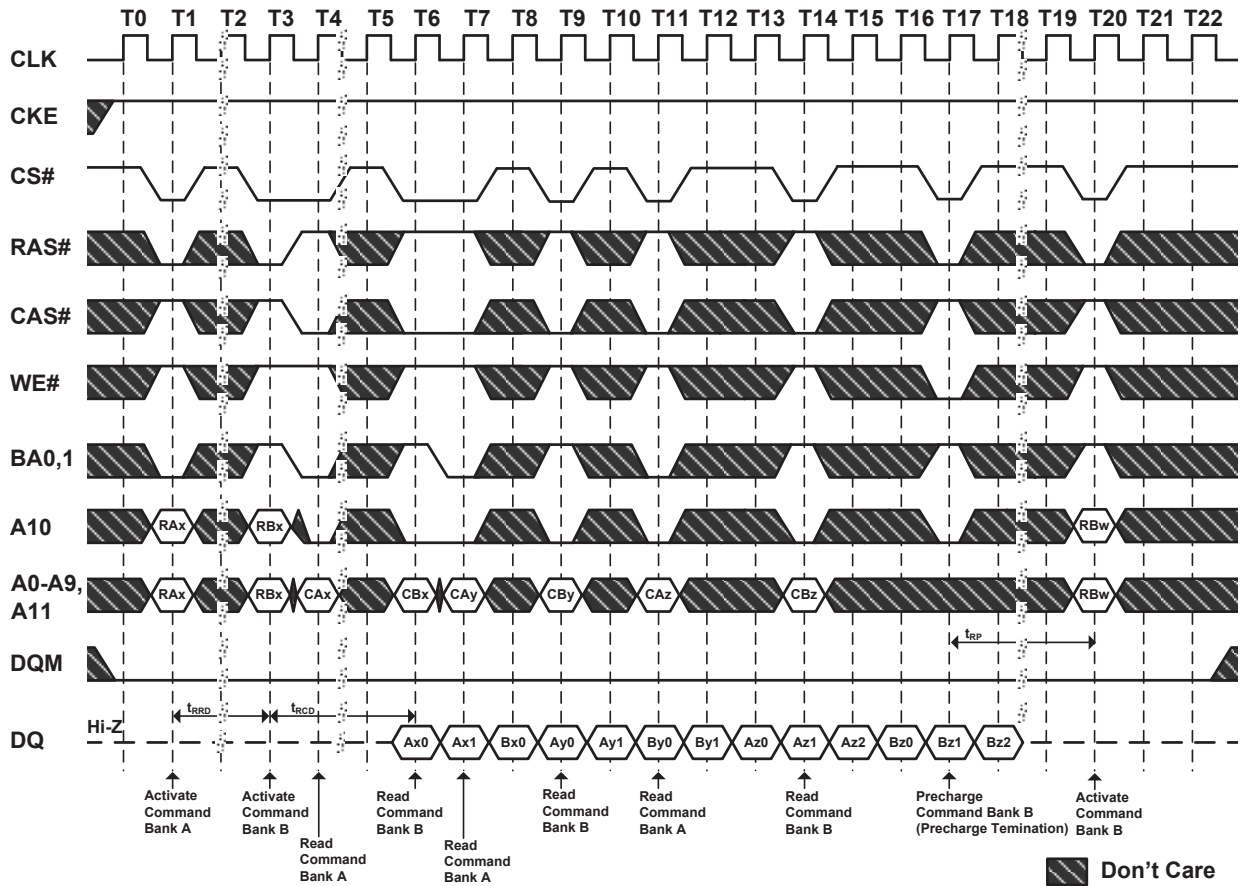 T0 T1 T2 T3 T4 T5 T6 T7 T8 T9 T10 T11 T12 T13 T14 T15 T16 T17 T18 T19 T20 T21 T22
CLK
CKE
CS#
RAS#
CAS#
WE#
BA0,1
A10
RAx RBx RBw
A0-A9,
A11
RAx RBx CAx CBx CAy CBy CAz CBz RBw
tRP
DQM
tRRD tRCD
Hi-Z
DQ
Ax0 Ax1 Bx0 Ay0 Ay1 By0 By1 Az0 Az1 Az2 Bz0 Bz1 Bz2
Activate
Command
Bank A
Activate
Command
Bank B
Read
Command
Bank A
Read
Command
Bank B
Read
Command
Bank A
Read
Command
Bank B
Read
Command
Bank A
Read
Command
Bank B
Precharge
Command Bank B
(Precharge Temination)
Activate
Command
Bank B
Don't Care